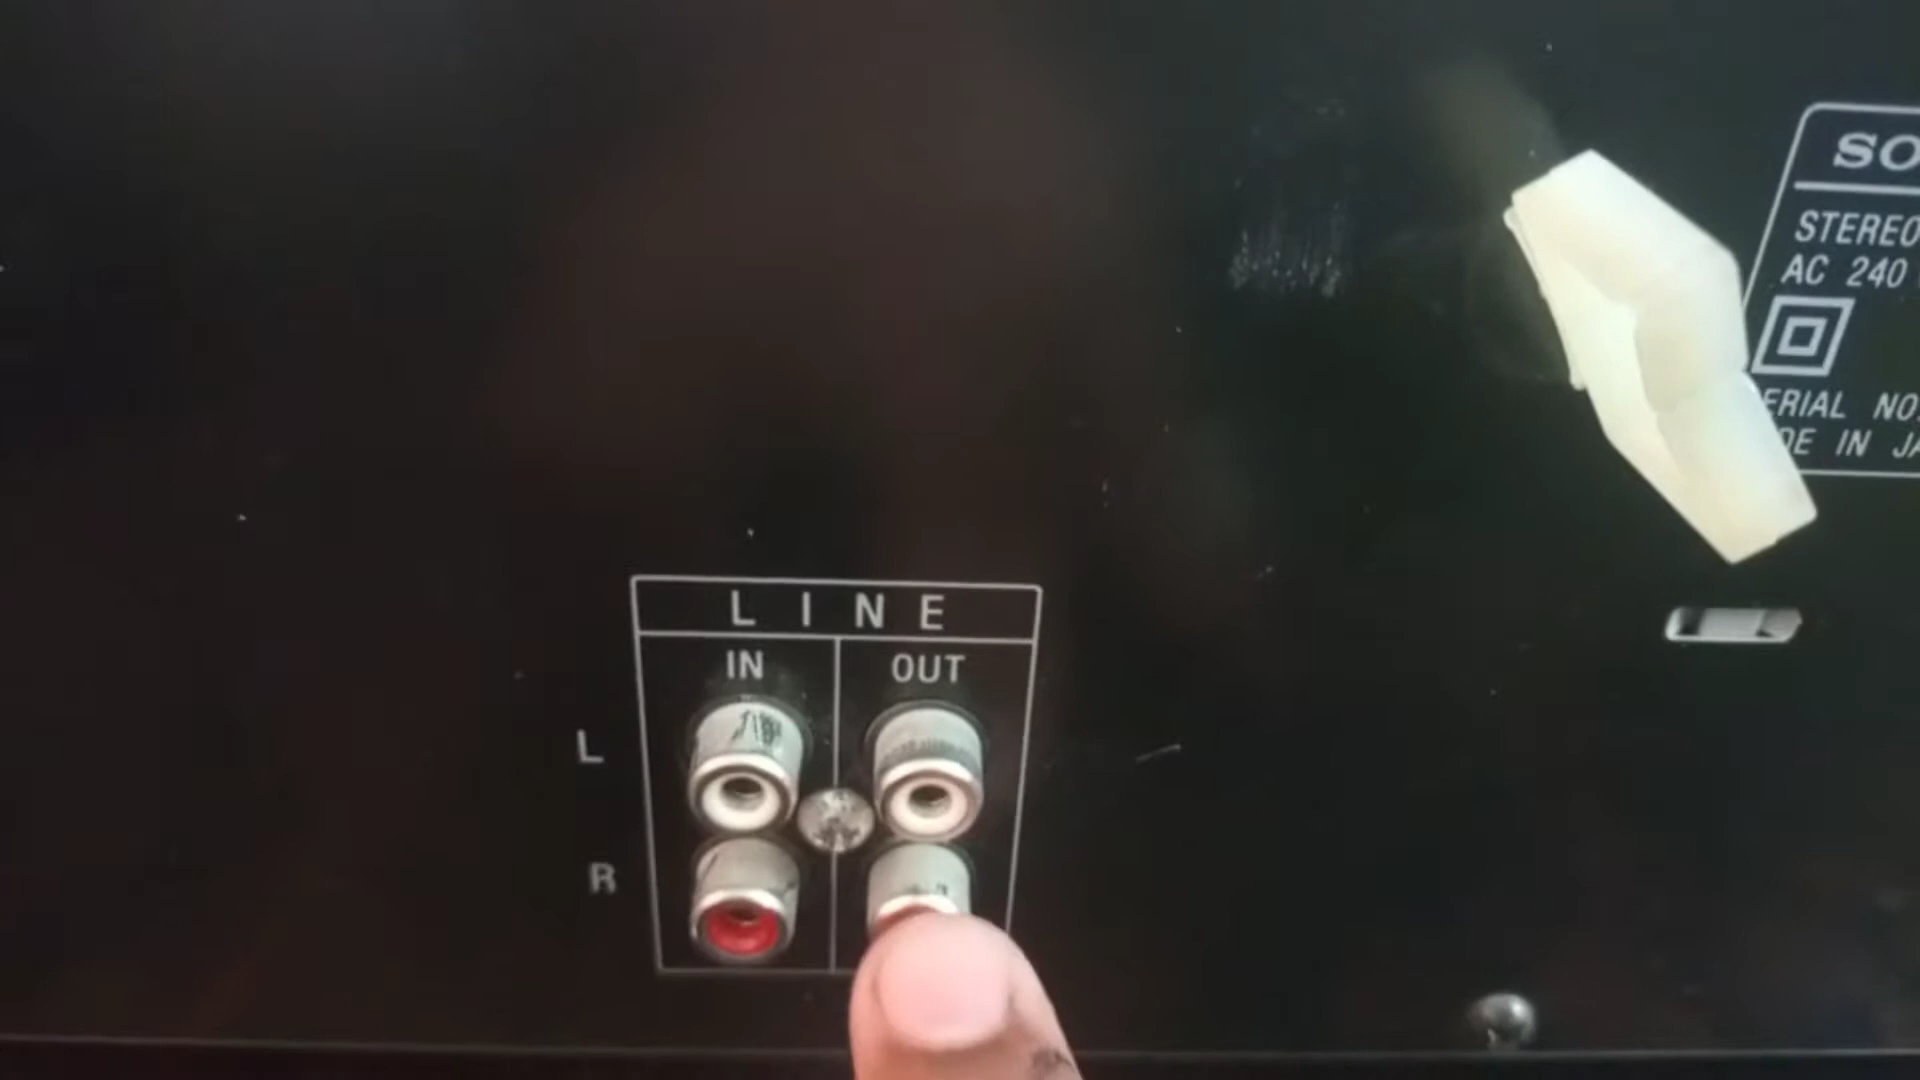 SO
STEREO
AC 240
ERIAL NO.
DE IN JA
LINE
IN OUT
L
R